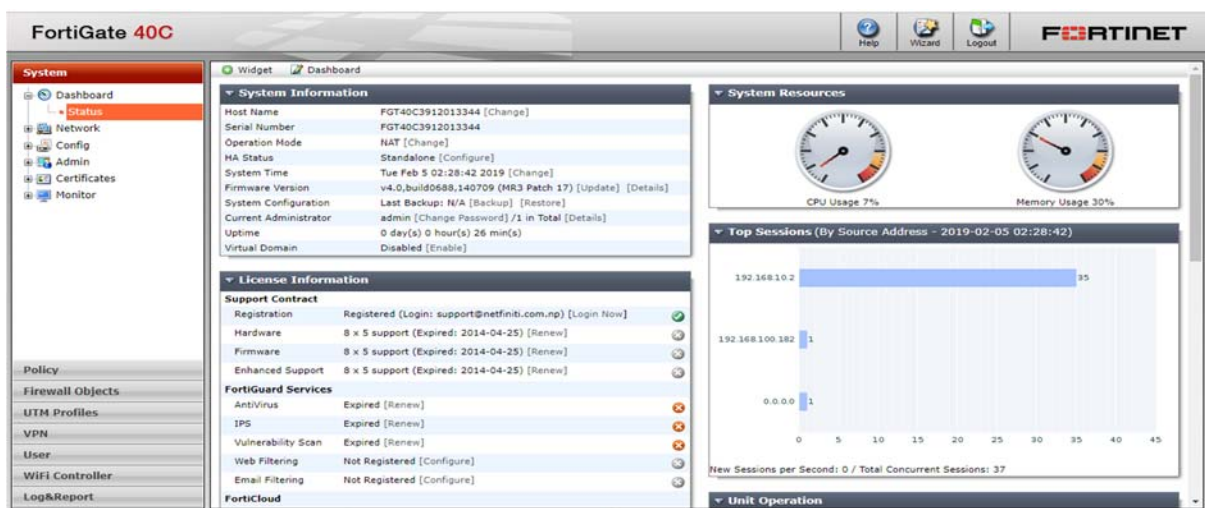 FortiGate 40C
Help
Wizard
Logout
FORTINET
System
Dashboard
Status
Network
Config
Admin
Certificates
Monitor
Policy
Firewall Objects
UTM Profiles
VPN
User
WiFi Controller
Log&Report
Widget Dashboard
System Information
Host Name FGT40C3912013344 [Change]
Serial Number FGT40C3912013344
Operation Mode NAT [Change]
HA Status Standalone [Configure]
System Time Tue Feb 5 02:28:42 2019 [Change]
Firmware Version v4.0,build0688,140709 (MR3 Patch 17) [Update] [Details]
System Configuration Last Backup: N/A [Backup] [Restore]
Current Administrator admin [Change Password] /1 in Total [Details]
Uptime 0 day(s) 0 hour(s) 26 min(s)
Virtual Domain Disabled [Enable]
License Information
Support Contract
Registration Registered (Login: support@netfiniti.com.np) [Login Now]
Hardware 8 x 5 support (Expired: 2014-04-25) [Renew]
Firmware 8 x 5 support (Expired: 2014-04-25) [Renew]
Enhanced Support 8 x 5 support (Expired: 2014-04-25) [Renew]
FortiGuard Services
AntiVirus Expired [Renew]
IPS Expired [Renew]
Vulnerability Scan Expired [Renew]
Web Filtering Not Registered [Configure]
Email Filtering Not Registered [Configure]
FortiCloud
System Resources
CPU Usage 7%
Memory Usage 30%
Top Sessions (By Source Address - 2019-02-05 02:28:42)
192.168.10.2 35
192.168.100.182 1
0.0.0.0 1
0 5 10 15 20 25 30 35 40 45
New Sessions per Second: 0 / Total Concurrent Sessions: 37
Unit Operation